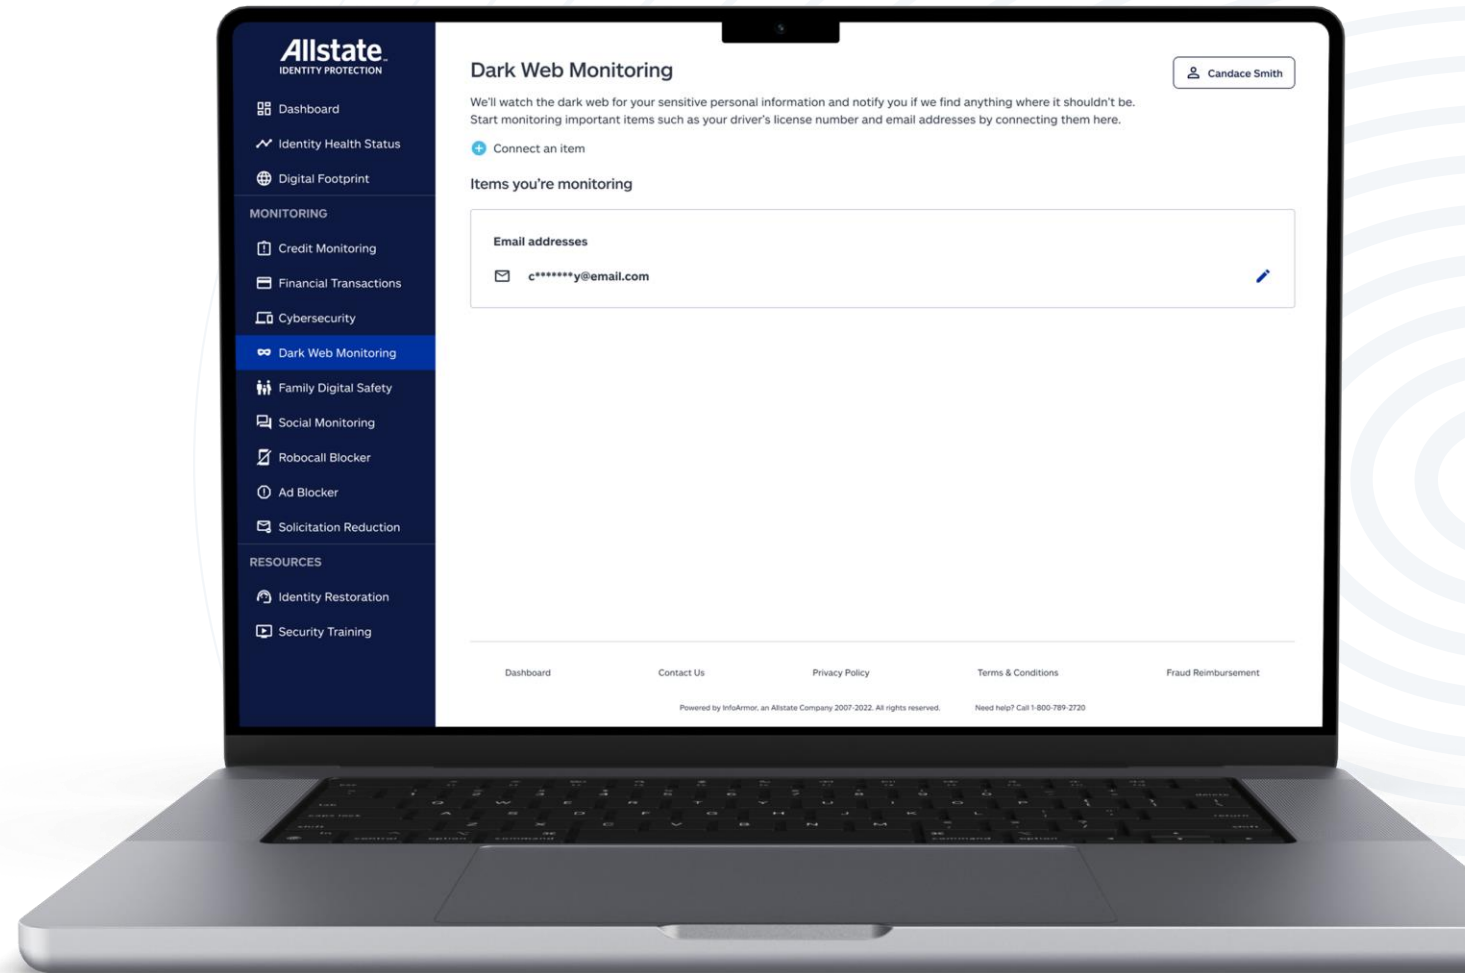 Allstate
IDENTITY PROTECTION
Dashboard
Identity Health Status
Digital Footprint
MONITORING
Credit Monitoring
Financial Transactions
Cybersecurity
Dark Web Monitoring
Family Digital Safety
Social Monitoring
Robocall Blocker
Ad Blocker
Solicitation Reduction
RESOURCES
Identity Restoration
Security Training
Dark Web Monitoring
Candace Smith
We'll watch the dark web for your sensitive personal information and notify you if we find anything where it shouldn't be.
Start monitoring important items such as your driver's license number and email addresses by connecting them here.
Connect an item
Items you're monitoring
Email addresses
c*******y@email.com
Dashboard
Contact Us
Privacy Policy
Terms & Conditions
Fraud Reimbursement
Powered by InfoArmor, an Allstate Company 2007-2022. All rights reserved.
Need help? Call 1-800-789-2720